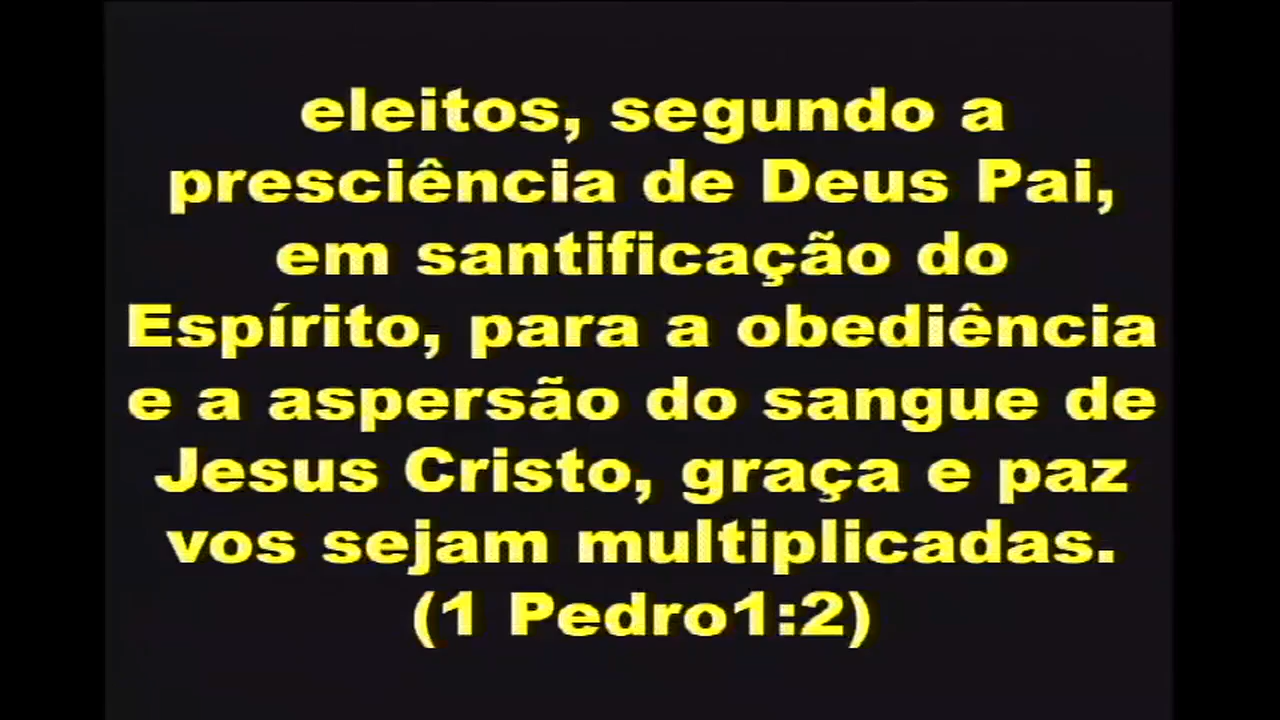 eleitos, segundo a
presciência de Deus Pai,
em santificação do
Espírito, para a obediência
e a aspersão do sangue de
Jesus Cristo, graça e paz
vos sejam multiplicadas.
(1 Pedro1:2)